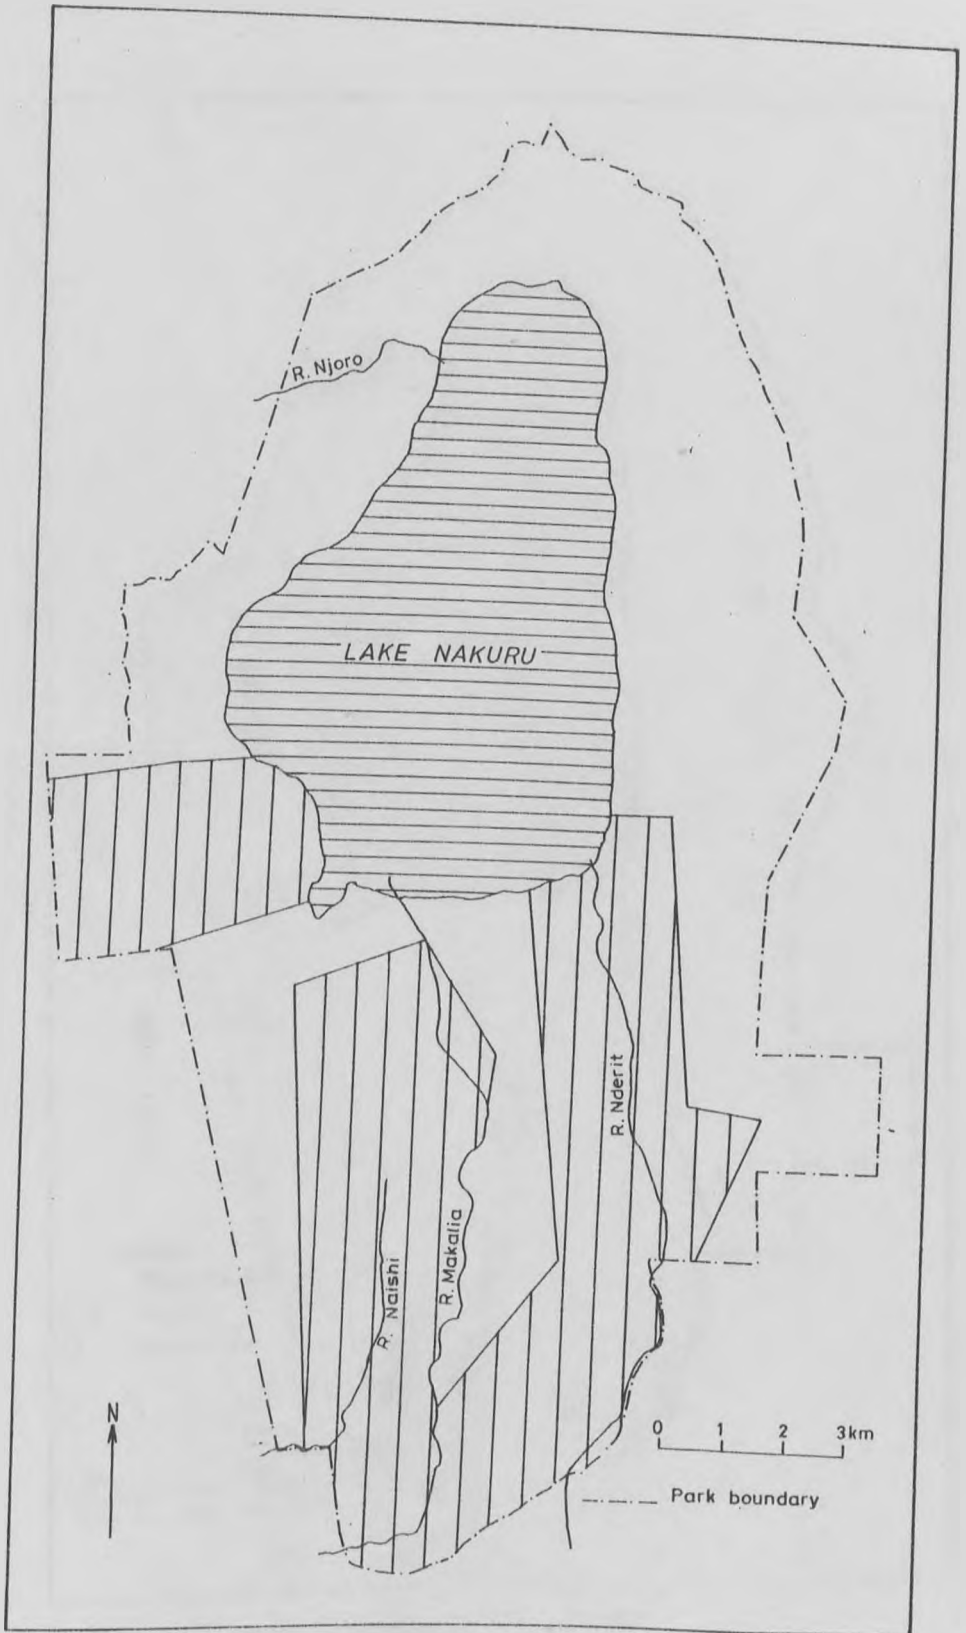 R. Njoro
LAKE NAKURU
R. Nderit
R. Makalia
R. Naishi
N
0 1 2 3km
Park boundary